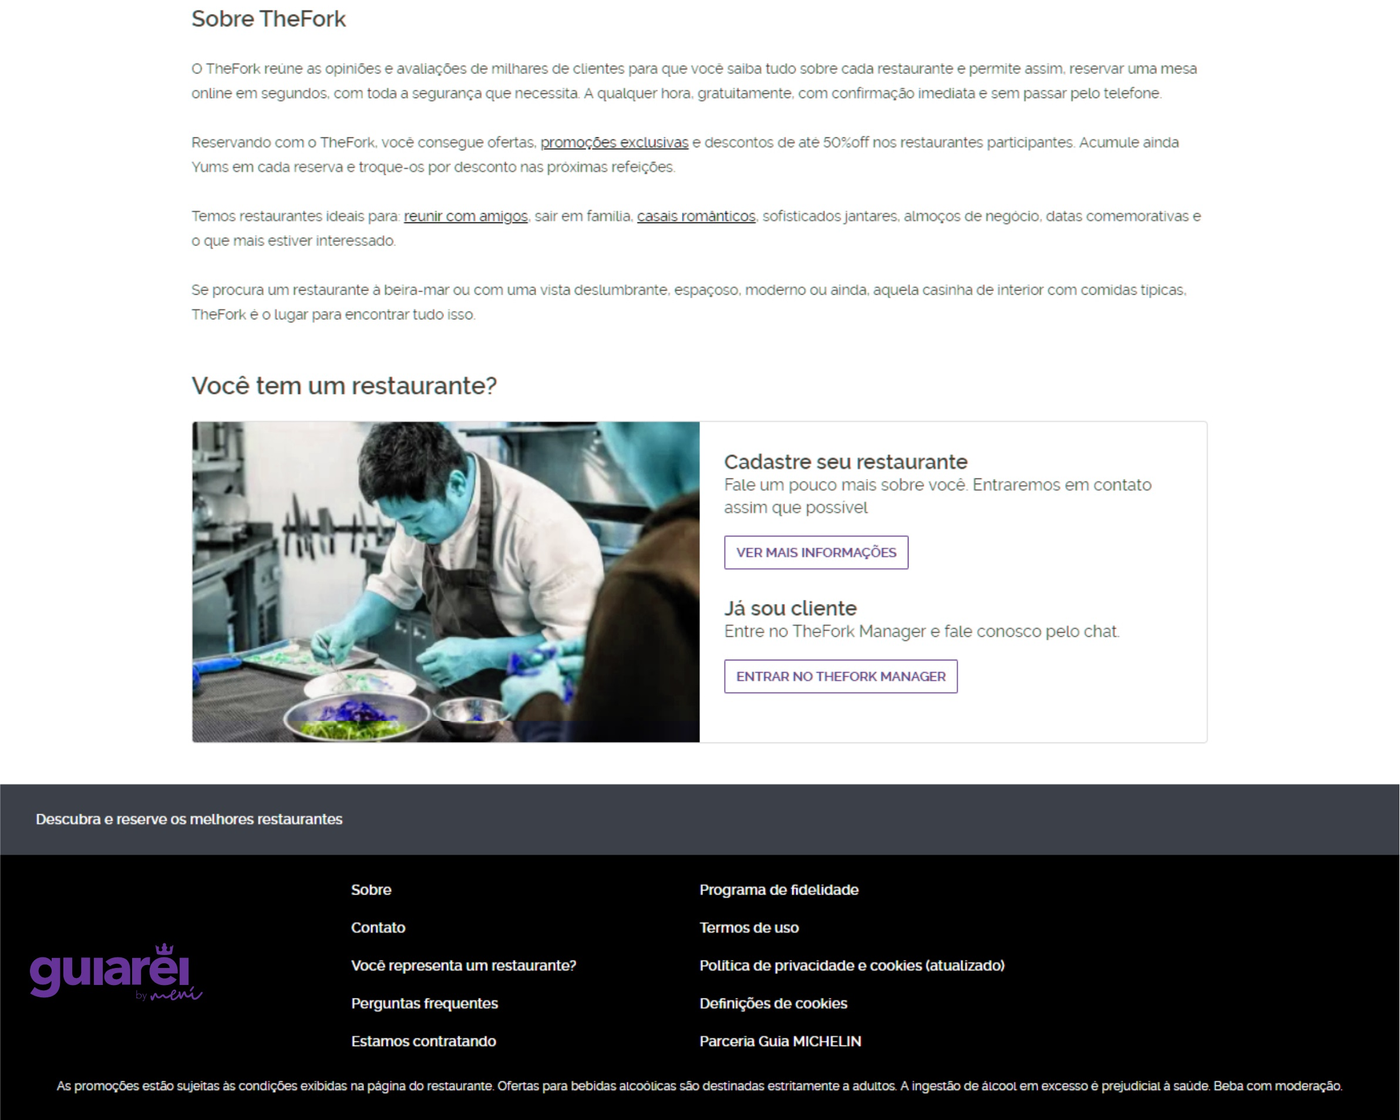 Sobre TheFork
O TheFork reúne as opiniões e avaliações de milhares de clientes para que você saiba tudo sobre cada restaurante e permite assim, reservar uma mesa
online em segundos, com toda a segurança que necessita. A qualquer hora, gratuitamente, com confirmação imediata e sem passar pelo telefone.
Reservando com o TheFork, você consegue ofertas, promoções exclusivas e descontos de até 50%off nos restaurantes participantes. Acumule ainda
Yums em cada reserva e troque-os por desconto nas próximas refeições.
Temos restaurantes ideais para: reunir com amigos, sair em família, casais românticos, sofisticados jantares, almoços de negócio, datas comemorativas e
o que mais estiver interessado.
Se procura um restaurante à beira-mar ou com uma vista deslumbrante, espaçoso, moderno ou ainda, aquela casinha de interior com comidas típicas,
TheFork é o lugar para encontrar tudo isso.
Você tem um restaurante?
Cadastre seu restaurante
Fale um pouco mais sobre você. Entraremos em contato
assim que possível
VER MAIS INFORMAÇÕES
Já sou cliente
Entre no TheFork Manager e fale conosco pelo chat.
ENTRAR NO THEFORK MANAGER
Descubra e reserve os melhores restaurantes
guiarei
by meni
Sobre
Contato
Você representa um restaurante?
Perguntas frequentes
Estamos contratando
Programa de fidelidade
Termos de uso
Política de privacidade e cookies (atualizado)
Definições de cookies
Parceria Guia MICHELIN
As promoções estão sujeitas às condições exibidas na página do restaurante. Ofertas para bebidas alcoólicas são destinadas estritamente a adultos. A ingestão de álcool em excesso é prejudicial à saúde. Beba com moderação.